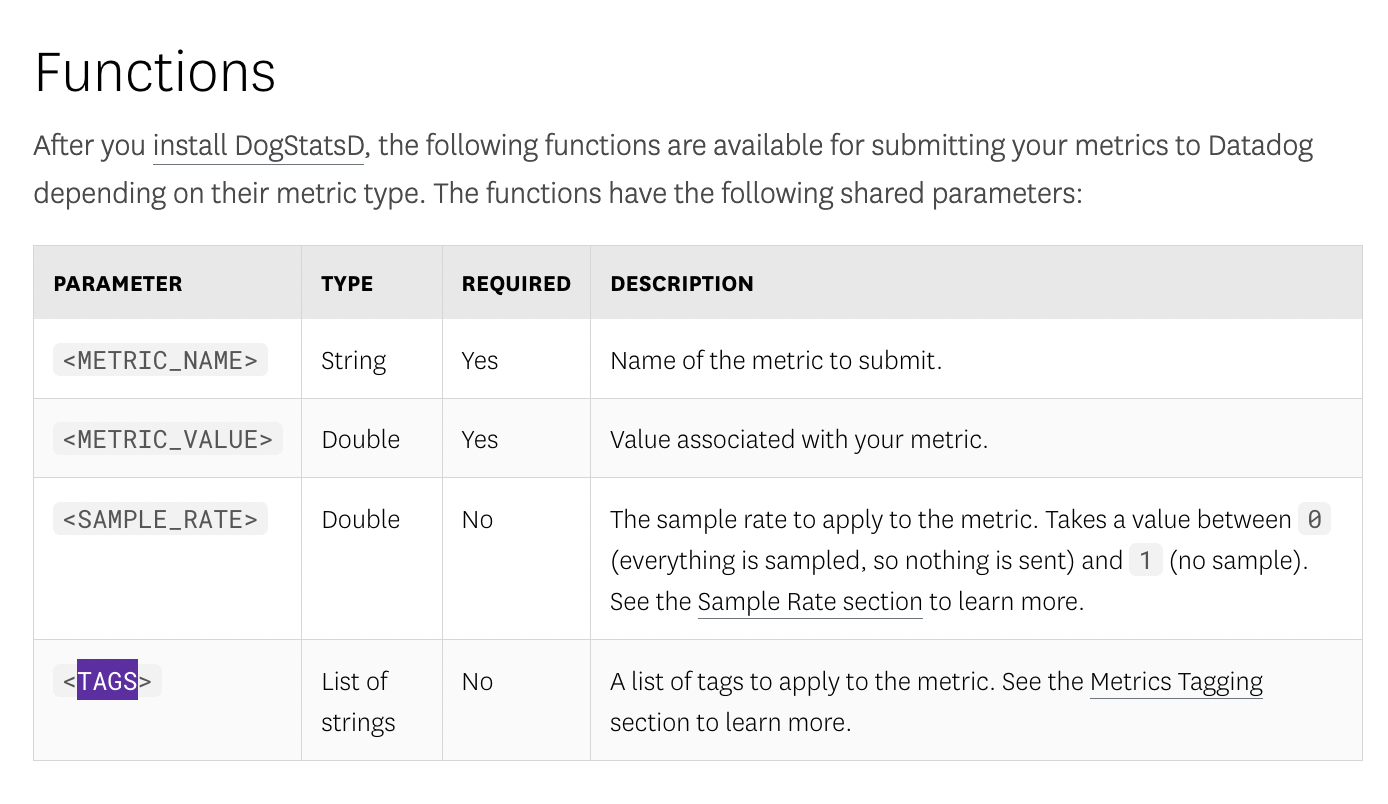 Functions
After you install DogStatsD, the following functions are available for submitting your metrics to Datadog
depending on their metric type. The functions have the following shared parameters:
PARAMETER TYPE REQUIRED DESCRIPTION
<METRIC_NAME> String Yes Name of the metric to submit.
<METRIC_VALUE> Double Yes Value associated with your metric.
<SAMPLE_RATE> Double No The sample rate to apply to the metric. Takes a value between 0
(everything is sampled, so nothing is sent) and 1 (no sample).
See the Sample Rate section to learn more.
<TAGS> List of No A list of tags to apply to the metric. See the Metrics Tagging
strings section to learn more.